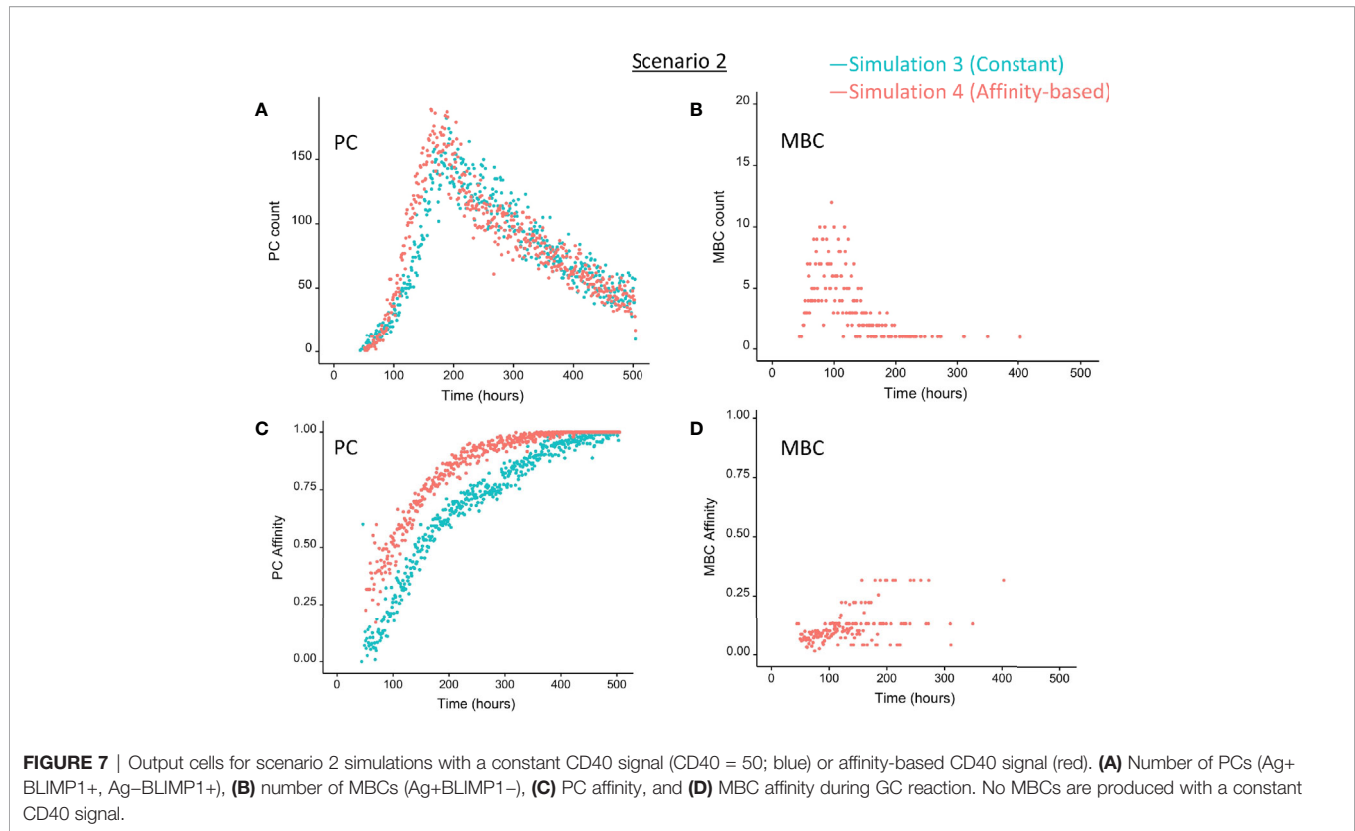 Scenario 2
—Simulation 3 (Constant)
—Simulation 4 (Affinity-based)
A
PC
PC count
150
100
50
0
0 100 200 300 400 500
Time (hours)
B
MBC
MBC count
20
15
10
5
0
0 100 200 300 400 500
Time (hours)
C
PC
PC Affinity
1.00
0.75
0.50
0.25
0.00
0 100 200 300 400 500
Time (hours)
D
MBC
MBC Affinity
1.00
0.75
0.50
0.25
0.00
0 100 200 300 400 500
Time (hours)
FIGURE 7 | Output cells for scenario 2 simulations with a constant CD40 signal (CD40 = 50; blue) or affinity-based CD40 signal (red). (A) Number of PCs (Ag+
BLIMP1+, Ag−BLIMP1+), (B) number of MBCs (Ag+BLIMP1−), (C) PC affinity, and (D) MBC affinity during GC reaction. No MBCs are produced with a constant
CD40 signal.